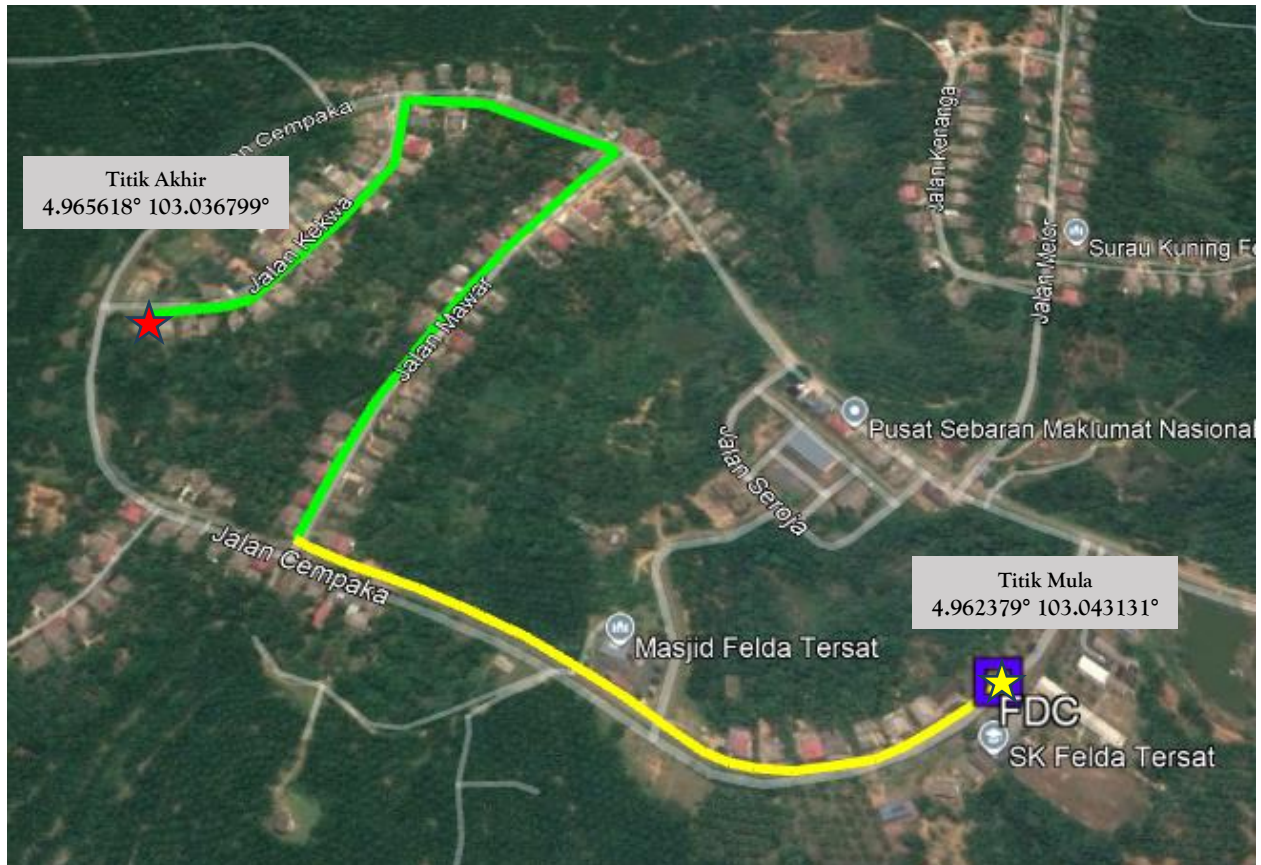 an Cempaka
Titik Akhir
4.965618° 103.036799°
Jalan Kekwa
Jalan Mawar
Jalan Kenanga
Jalan Melor
Surau Kuning Fe
Pusat Sebaran Maklumat Nasional
Jalan Seroja
Jalan Cempaka
Titik Mula
4.962379° 103.043131°
Masjid Felda Tersat
FDC
SK Felda Tersat